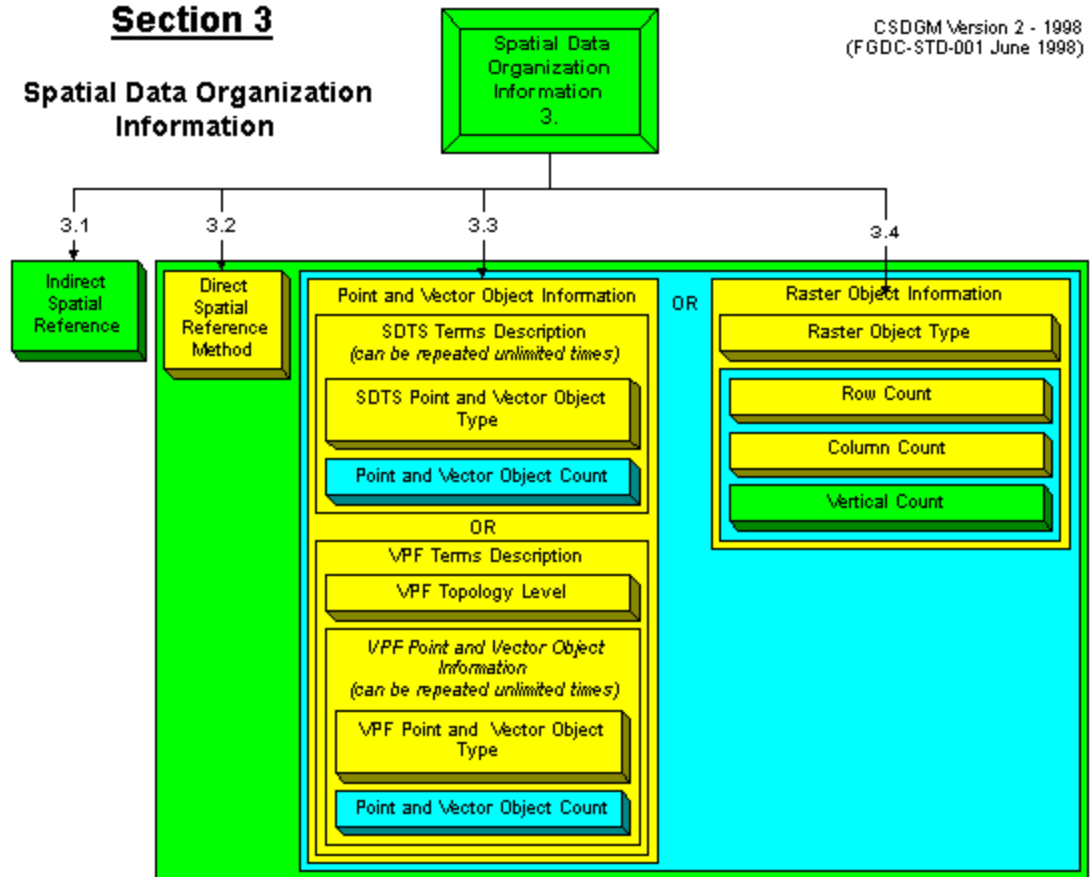 Section 3
Spatial Data Organization
Information
Spatial Data
Organization
Information
3.
CSDGM Version 2 - 1998
(FGDC-STD-001 June 1998)
3.1
3.2
3.3
3.4
Indirect
Spatial
Reference
Direct
Spatial
Reference
Method
Point and Vector Object Information
SDTS Terms Description
(can be repeated unlimited times)
SDTS Point and Vector Object
Type
Point and Vector Object Count
OR
VPF Terms Description
VPF Topology Level
VPF Point and Vector Object
Information
(can be repeated unlimited times)
VPF Point and Vector Object
Type
Point and Vector Object Count
OR
Raster Object Information
Raster Object Type
Row Count
Column Count
Vertical Count